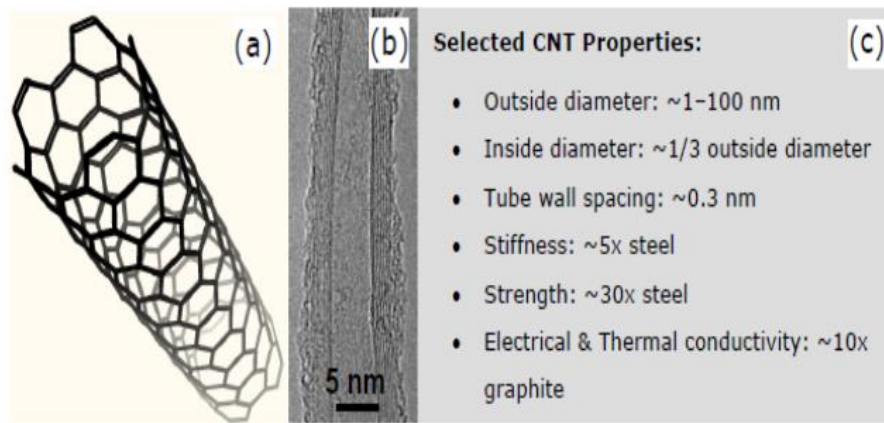 (a)
(b)
5 nm
(c)
Selected CNT Properties:
• Outside diameter: ~1–100 nm
• Inside diameter: ~1/3 outside diameter
• Tube wall spacing: ~0.3 nm
• Stiffness: ~5x steel
• Strength: ~30x steel
• Electrical & Thermal conductivity: ~10x
graphite